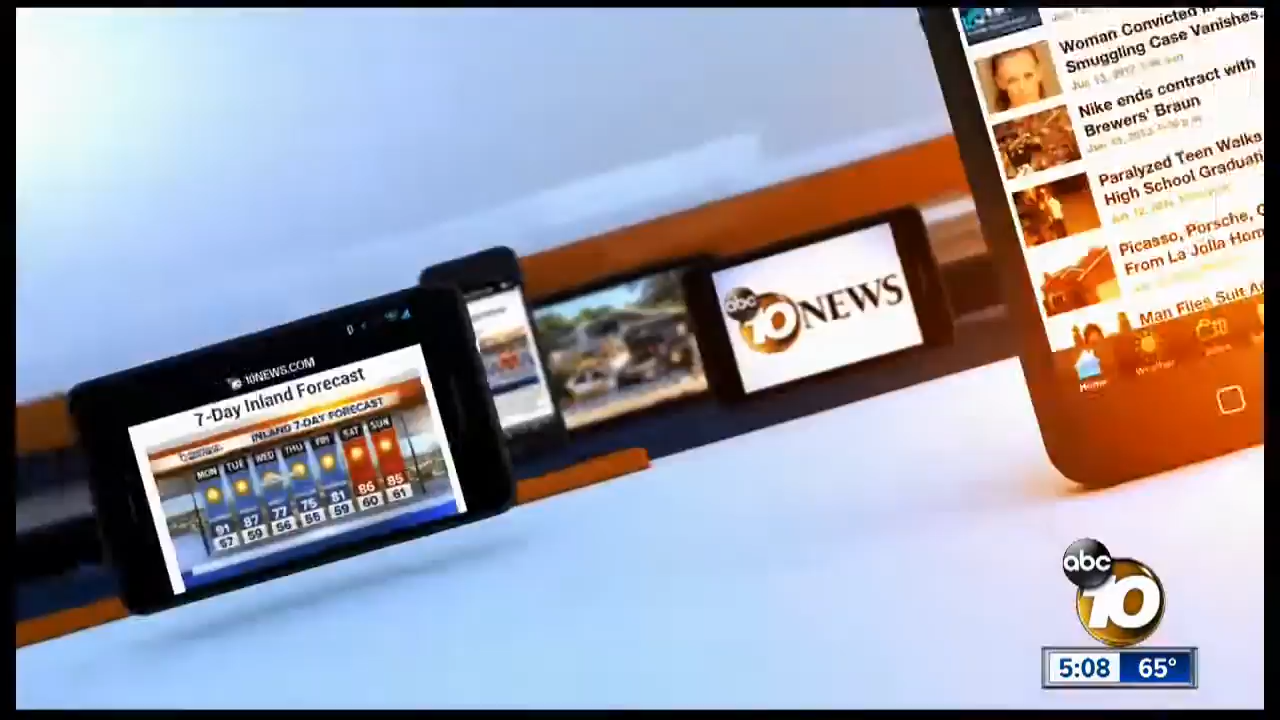 Woman Convicted in
Smuggling Case Vanishes.
Nike ends contract with
Brewers' Braun
Paralyzed Teen Walks
High School Graduati
Picasso, Porsche,
From La Jolla Hom
Man Files Suit
Home
Weather
abc
10 NEWS
10NEWS.COM
7-Day Inland Forecast
INLAND 7-DAY FORECAST
MON TUE WED THU FRI SAT SUN
91 87 77 75 81 86 85
57 59 56 55 59 60 61
abc
10
5:08 65°